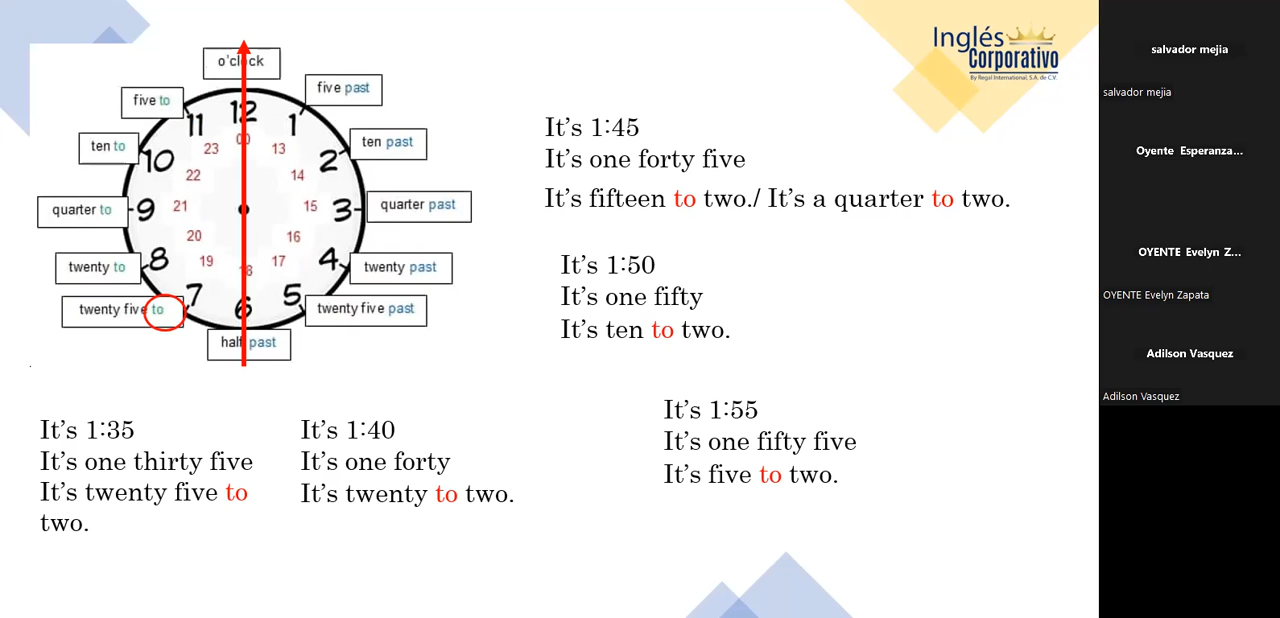 o'clock
five to
five past
ten to
ten past
quarter to
quarter past
twenty to
twenty past
twenty five to
twenty five past
half past
12
1
2
3
4
5
6
7
8
9
10
11
00
13
14
15
16
17
18
19
20
21
22
23
Inglés
Corporativo
By Regal International, S.A. de C.V.
It's 1:45
It's one forty five
It's fifteen to two./ It's a quarter to two.
It's 1:50
It's one fifty
It's ten to two.
It's 1:35
It's one thirty five
It's twenty five to
two.
It's 1:40
It's one forty
It's twenty to two.
It's 1:55
It's one fifty five
It's five to two.
salvador mejia
salvador mejia
Oyente Esperanza...
OYENTE Evelyn Z...
OYENTE Evelyn Zapata
Adilson Vasquez
Adilson Vasquez